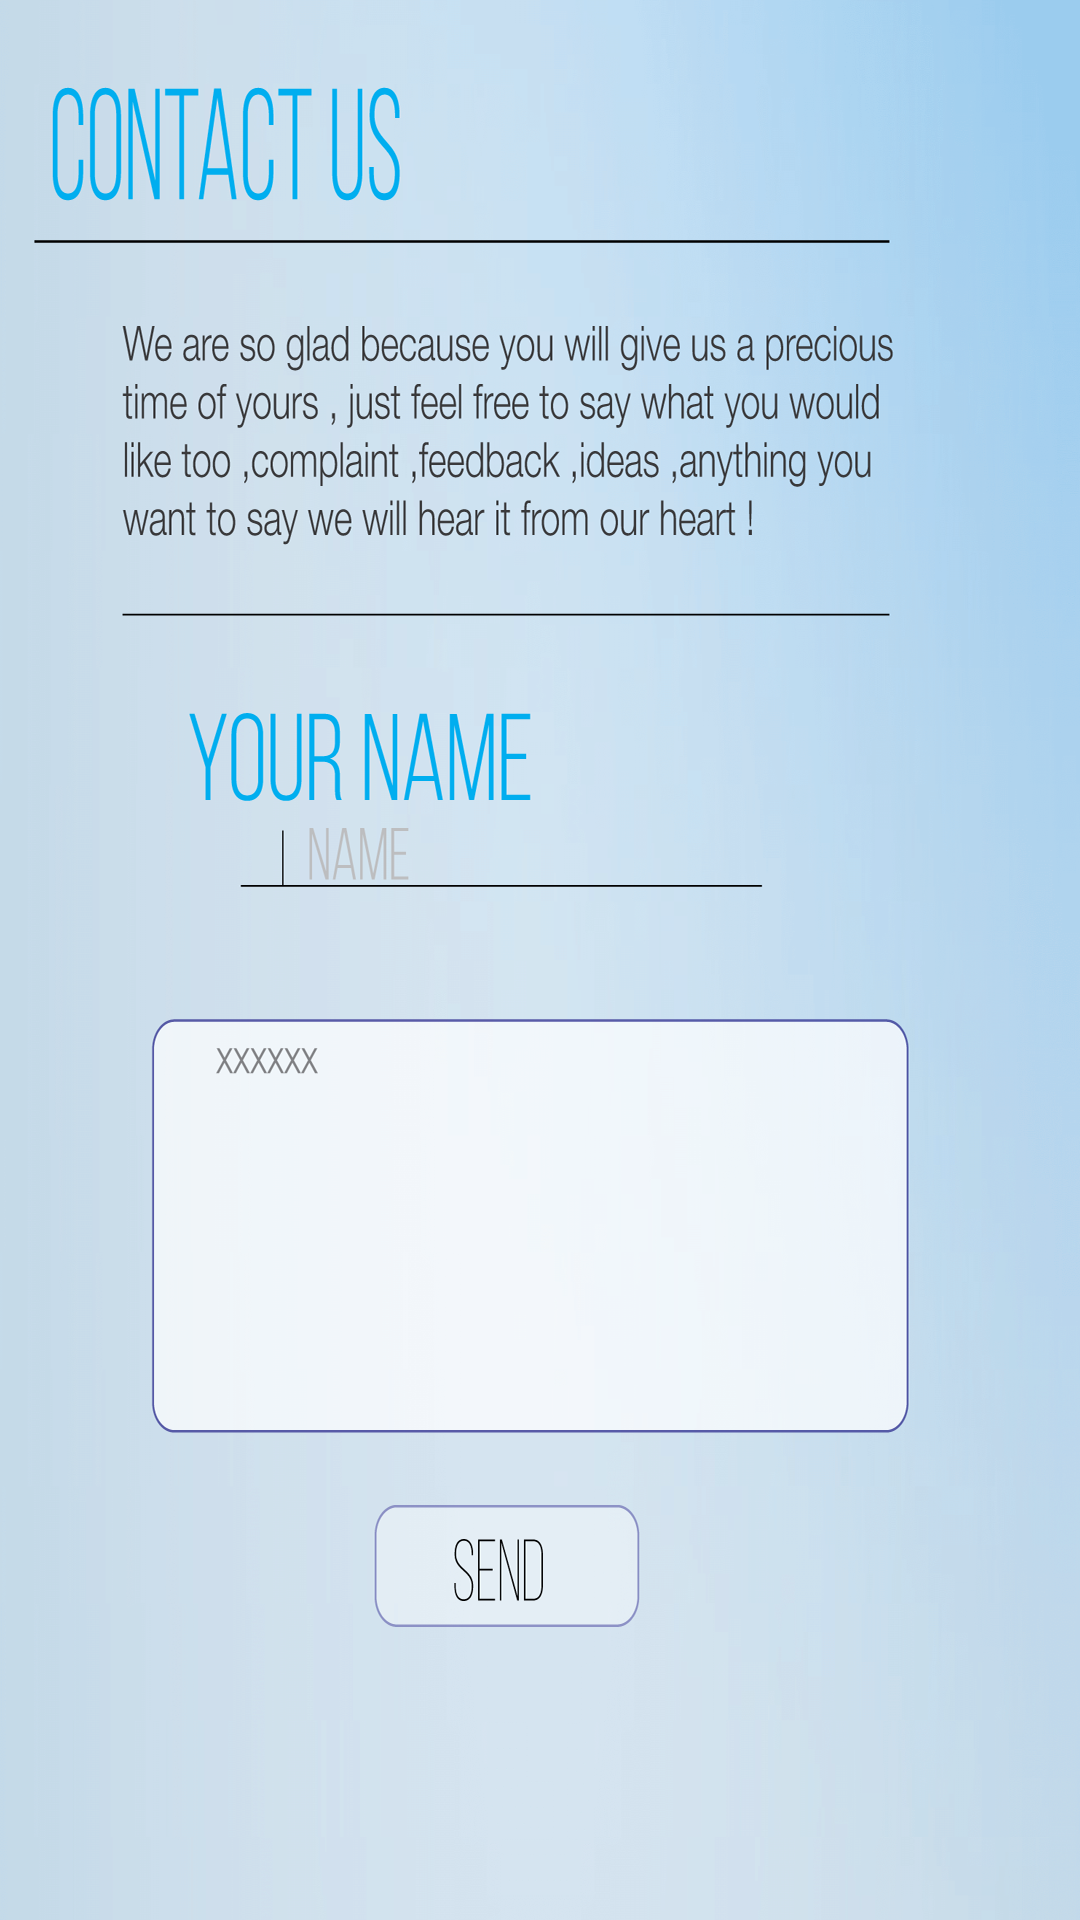 CONTACT US
We are so glad because you will give us a precious
time of yours , just feel free to say what you would
like too ,complaint ,feedback ,ideas ,anything you
want to say we will hear it from our heart !
YOUR NAME
NAME
XXXXXX
SEND